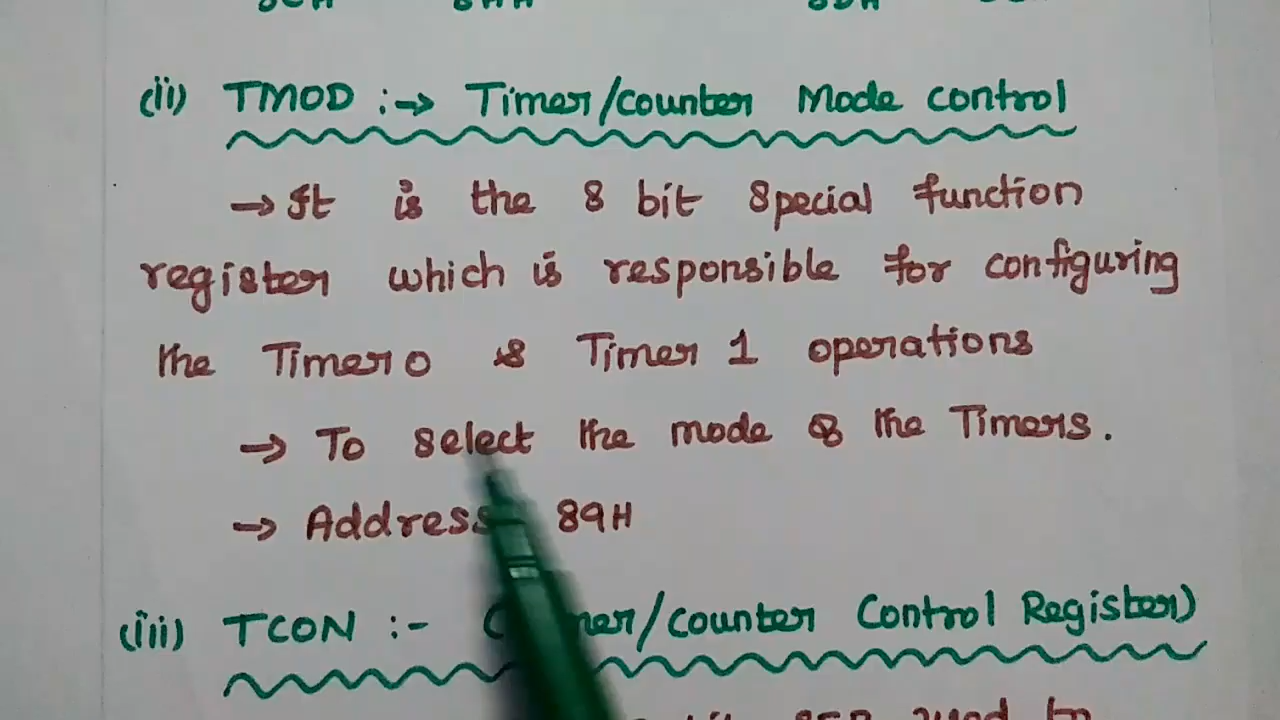 (ii) TMOD :→ Timer/counter Mode control
→ It is the 8 bit Special function
register which is responsible for configuring
the Timer 0 & Timer 1 operations
→ To select the mode of the Timers.
→ Address 89H
(iii) TCON :- /counter Control Register)